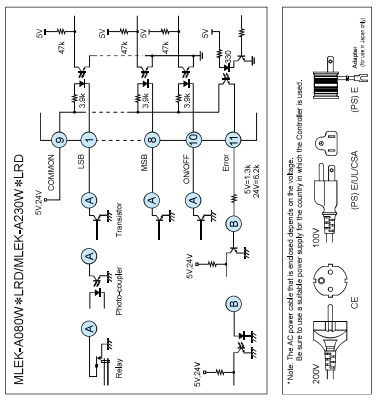 MLEK-A080W*LRD/MLEK-A230W*LRD
5V,24V
COMMON
9
LSB
1
MSB
8
ON/OFF
10
Error
11
5V
47k
3.9k
5V
47k
3.9k
5V
47k
3.9k
330
5V=1.3k
24V=6.2k
A
A
A
B
Transistor
5V,24V
A
Photo-coupler
A
B
Relay
5V,24V
*Note: The AC power cable that is enclosed depends on the voltage.
Be sure to use a suitable power supply for the country in which the Controller is used.
200V
CE
100V
(PS) E/UL/CSA
(PS) E
Adapter
(for use in Japan only)